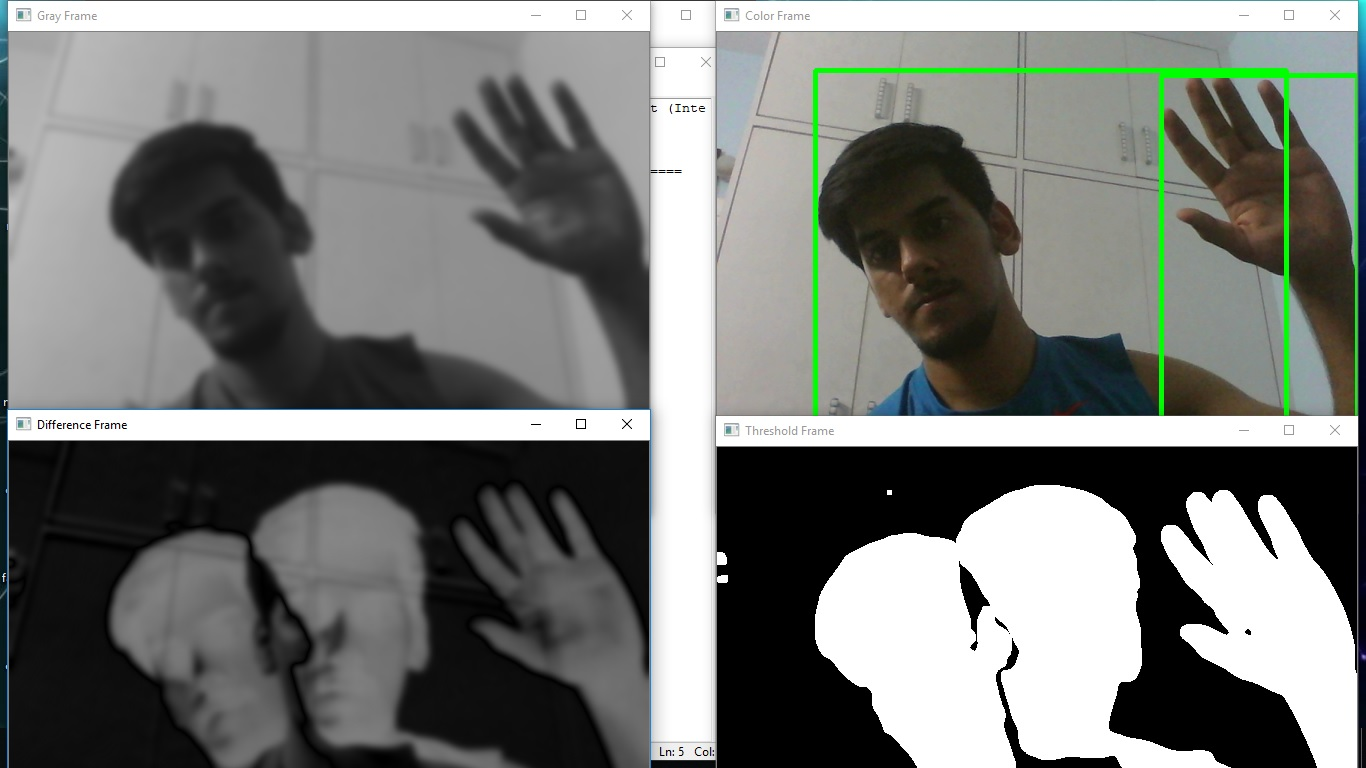 Gray Frame
Color Frame
t (Inte
====
Difference Frame
Threshold Frame
Ln: 5 Col: